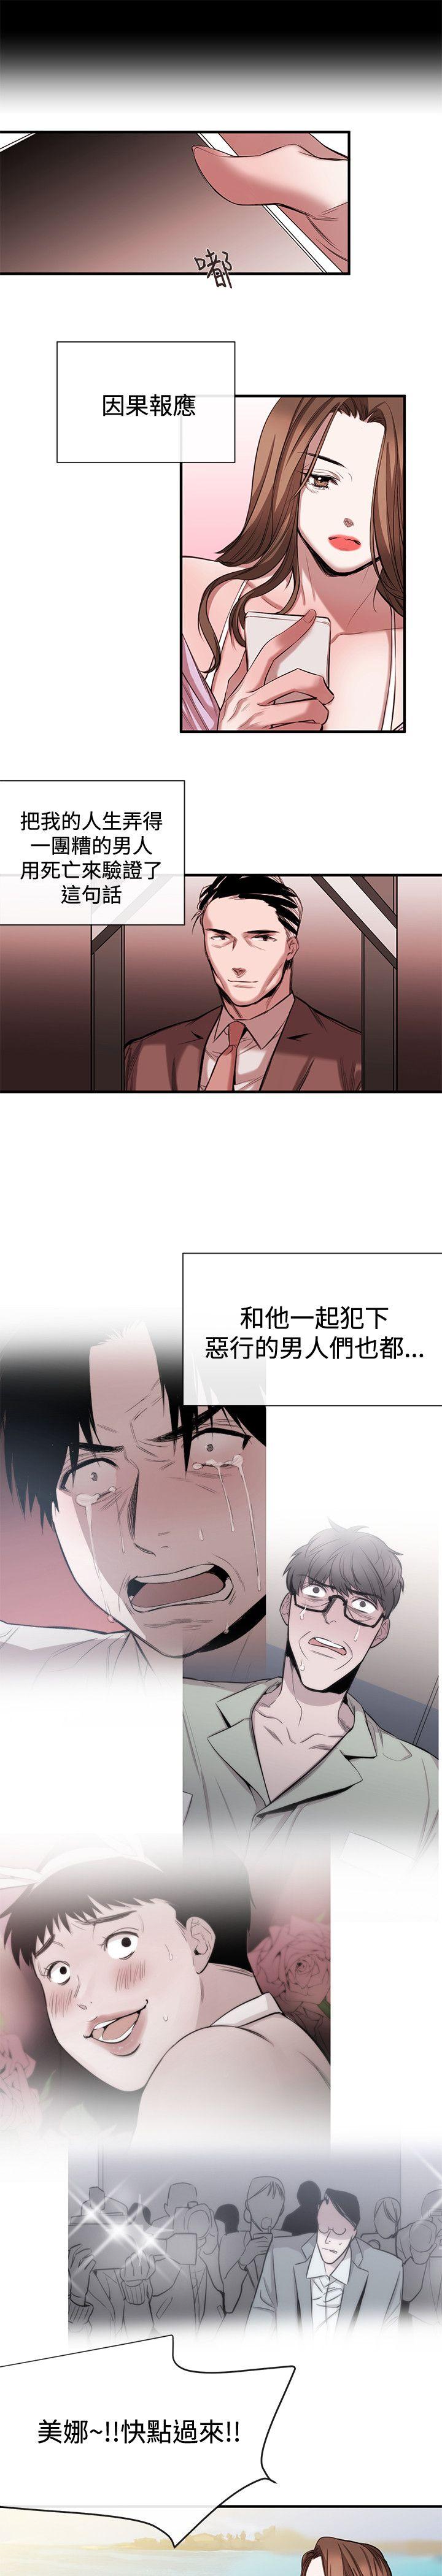 嘟
因果報應
把我的人生弄得
一團糟的男人
用死亡來驗證了
這句話
和他一起犯下
惡行的男人們也都...
美娜~!!快點過來!!